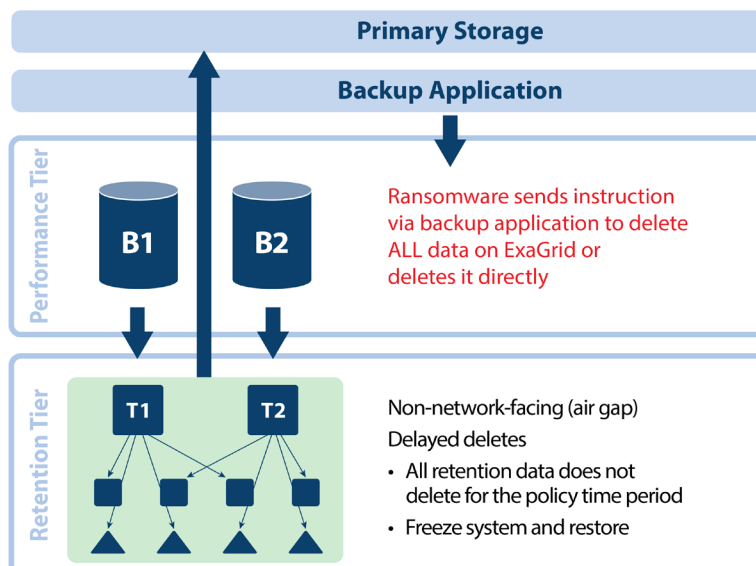 Primary Storage
Backup Application
Performance Tier
B1
B2
Ransomware sends instruction
via backup application to delete
ALL data on ExaGrid or
deletes it directly
Retention Tier
T1
T2
Non-network-facing (air gap)
Delayed deletes
• All retention data does not
delete for the policy time period
• Freeze system and restore